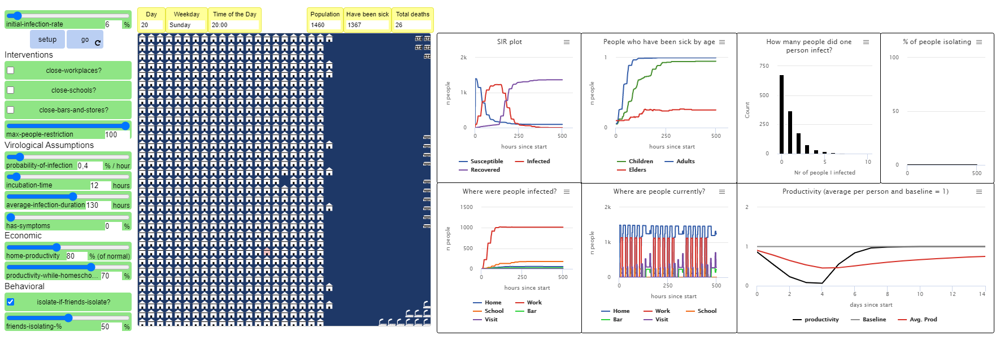 initial-infection-rate 6 %
setup go
Interventions
close-workplaces?
close-schools?
close-bars-and-stores?
max-people-restriction 100
Virological Assumptions
probability-of-infection 0,4 % / hour
incubation-time 12 hours
average-infection-duration 130 hours
has-symptoms 0 %
Economic
home-productivity 80 % (of normal)
productivity-while-homescho... 70 %
Behavioral
isolate-if-friends-isolate?
friends-isolating-% 50 %
Day Weekday Time of the Day
20 Sunday 20:00
Population Have been sick Total deaths
1460 1367 26
SIR plot
2k
1k
0
n people
0 250 500
hours since start
Susceptible Infected
Recovered
People who have been sick by age
1
0
n people
0 250 500
hours since start
Children Adults
Elders
How many people did one
person infect?
750
500
250
0
Count
0 10
Nr of people I infected
% of people isolating
100
50
0
0 500
Where were people infected?
1500
1000
500
0
n people
0 250 500
hours since start
Home Work
School Bar
Visit
Where are people currently?
2k
1k
0
n people
0 250 500
hours since start
Home Work School
Bar Visit
Productivity (average per person and baseline = 1)
2
1
0
0 2 4 6 8 10 12 14
days since start
productivity Baseline Avg. Prod